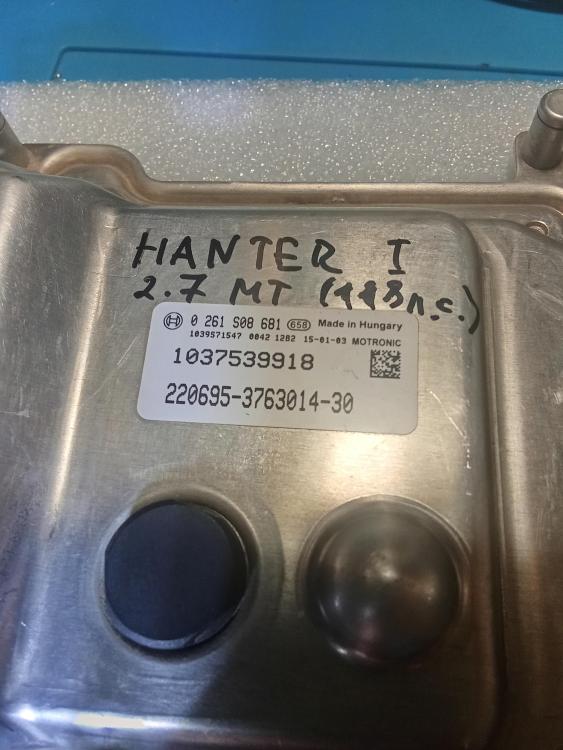 HANTER I
2.7 MT (128 л.с.)
0 261 S08 681 658 Made in Hungary
1039S71547 0042 1282 15-01-03 MOTRONIC
1037539918
220695-3763014-30